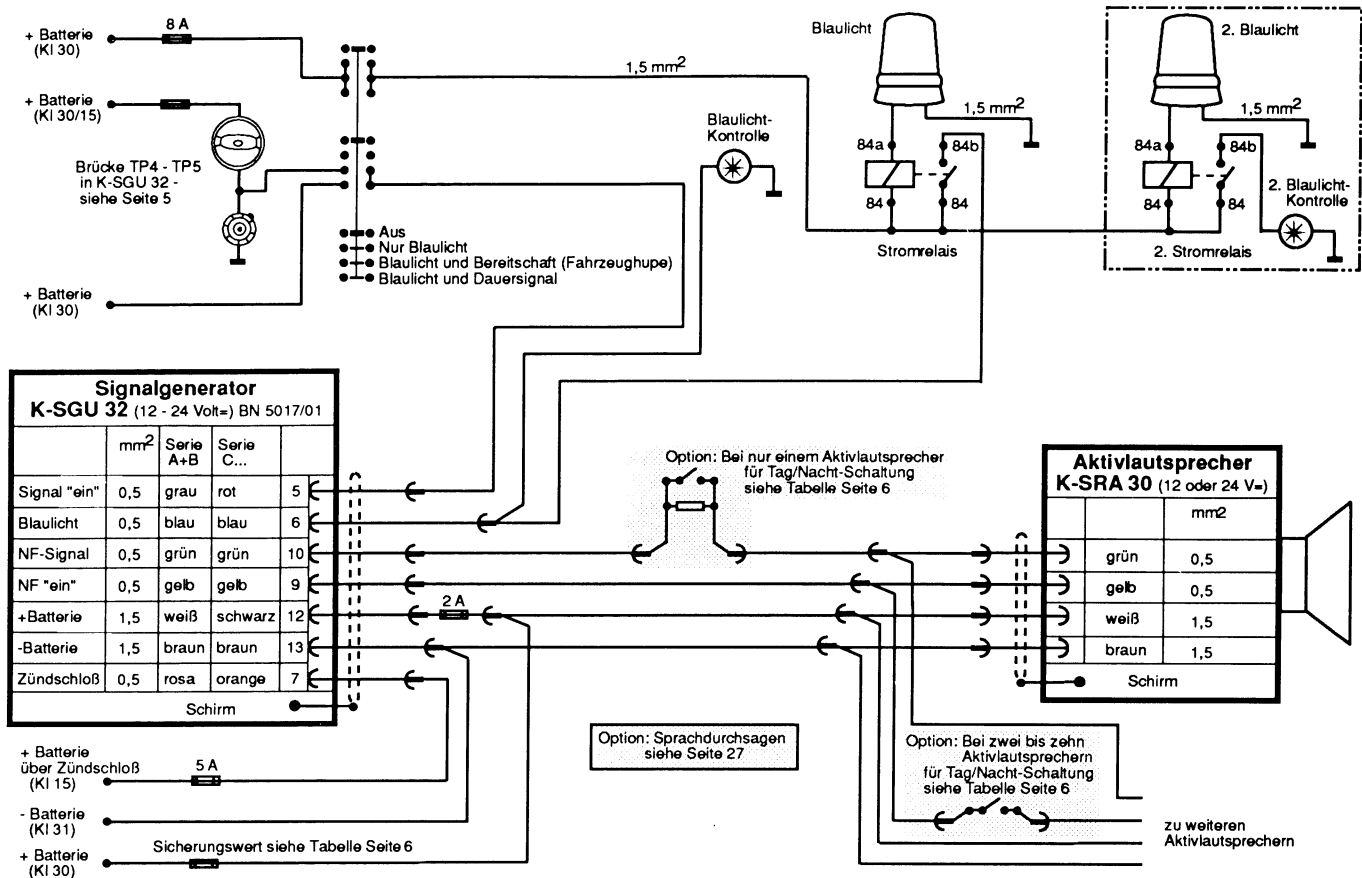 + Batterie
(Kl 30)
8 A
+ Batterie
(Kl 30/15)
Brücke TP4 - TP5
in K-SGU 32 -
siehe Seite 5
+ Batterie
(Kl 30)
Aus
Nur Blaulicht
Blaulicht und Bereitschaft (Fahrzeughupe)
Blaulicht und Dauersignal
1,5 mm2
Blaulicht-
Kontrolle
Blaulicht
1,5 mm2
84a
84b
84
84
Stromrelais
2. Blaulicht
1,5 mm2
84a
84b
84
84
2. Blaulicht-
Kontrolle
2. Stromrelais
Signalgenerator
K-SGU 32 (12 - 24 Volt=) BN 5017/01
mm2 Serie A+B Serie C...
Signal "ein" 0,5 grau rot 5
Blaulicht 0,5 blau blau 6
NF-Signal 0,5 grün grün 10
NF "ein" 0,5 gelb gelb 9
+Batterie 1,5 weiß schwarz 12
-Batterie 1,5 braun braun 13
Zündschloß 0,5 rosa orange 7
Schirm
2 A
Option: Bei nur einem Aktivlautsprecher
für Tag/Nacht-Schaltung
siehe Tabelle Seite 6
Aktivlautsprecher
K-SRA 30 (12 oder 24 V=)
mm2
grün 0,5
gelb 0,5
weiß 1,5
braun 1,5
Schirm
+ Batterie
über Zündschloß
(Kl 15)
5 A
- Batterie
(Kl 31)
+ Batterie
(Kl 30)
Sicherungswert siehe Tabelle Seite 6
Option: Sprachdurchsagen
siehe Seite 27
Option: Bei zwei bis zehn
Aktivlautsprechern
für Tag/Nacht-Schaltung
siehe Tabelle Seite 6
zu weiteren
Aktivlautsprechern